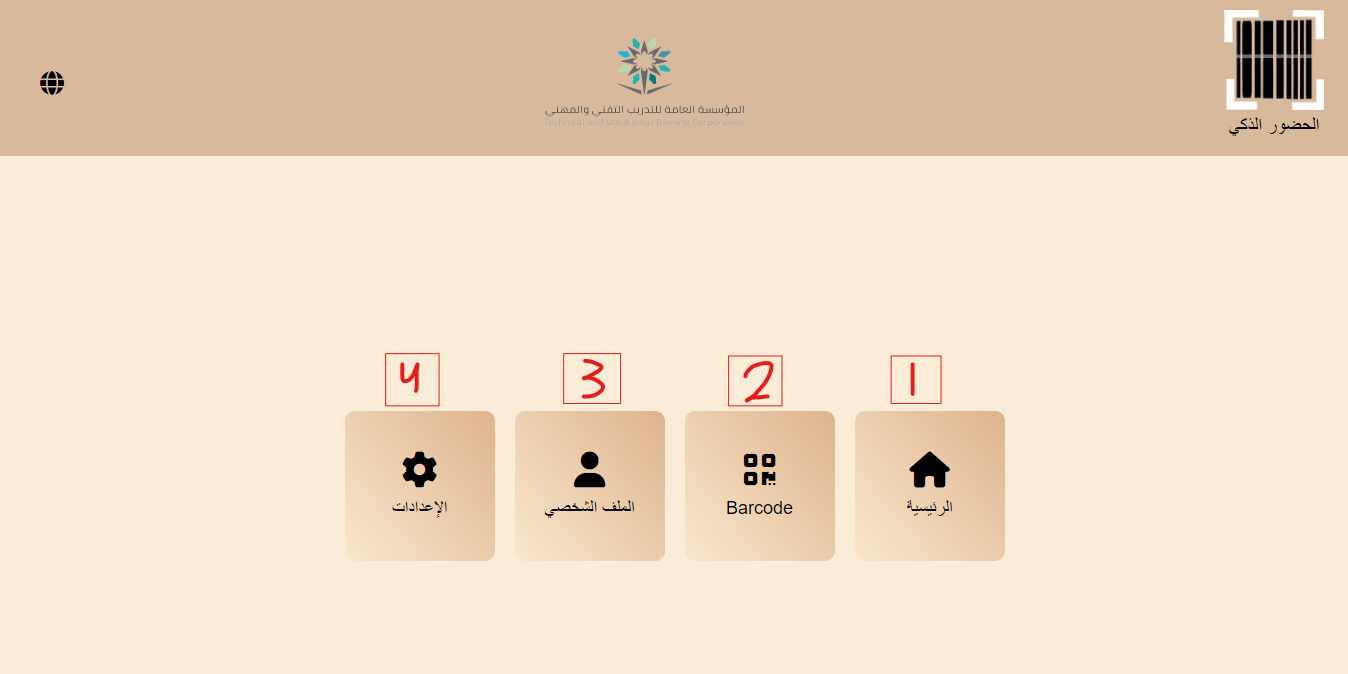 الحضور الذكي
المؤسسة العامة للتدريب التقني والمهني
Technical and Vocational Training Corporation
1
2
3
4
الرئيسية
Barcode
الملف الشخصي
الإعدادات